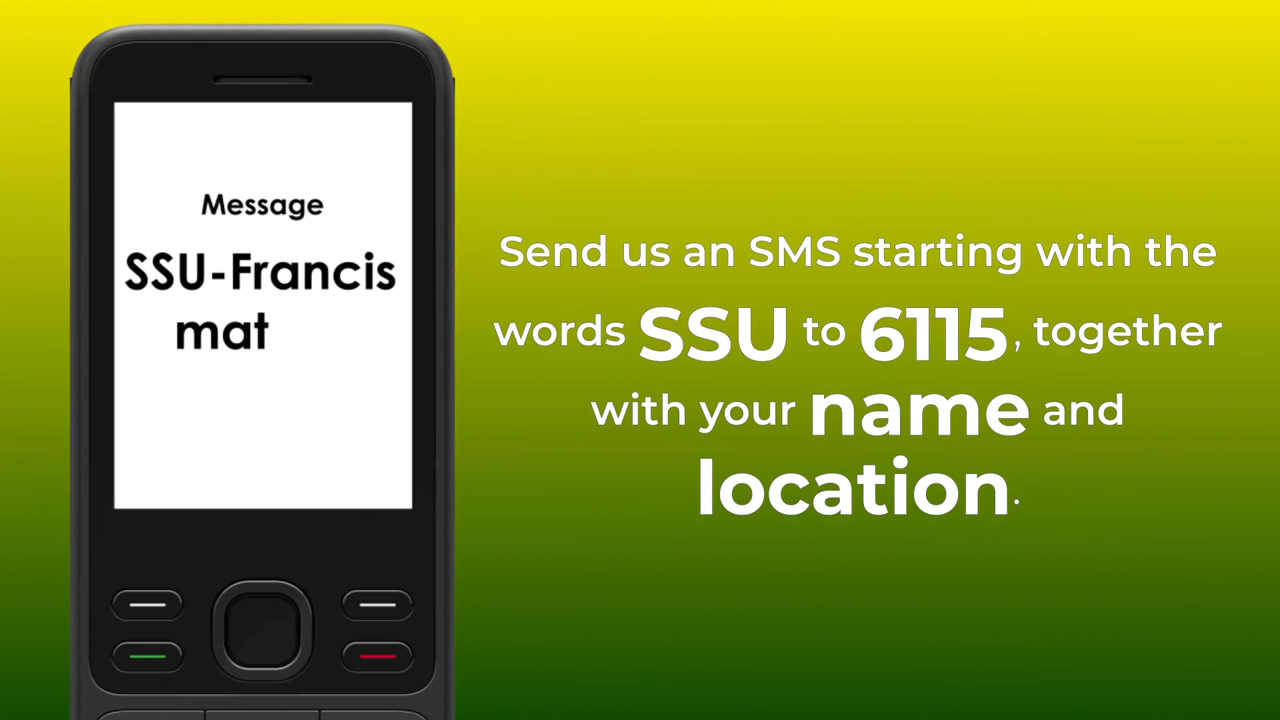 Message
SSU-Francis
mat
Send us an SMS starting with the
words SSU to 6115, together
with your name and
location.